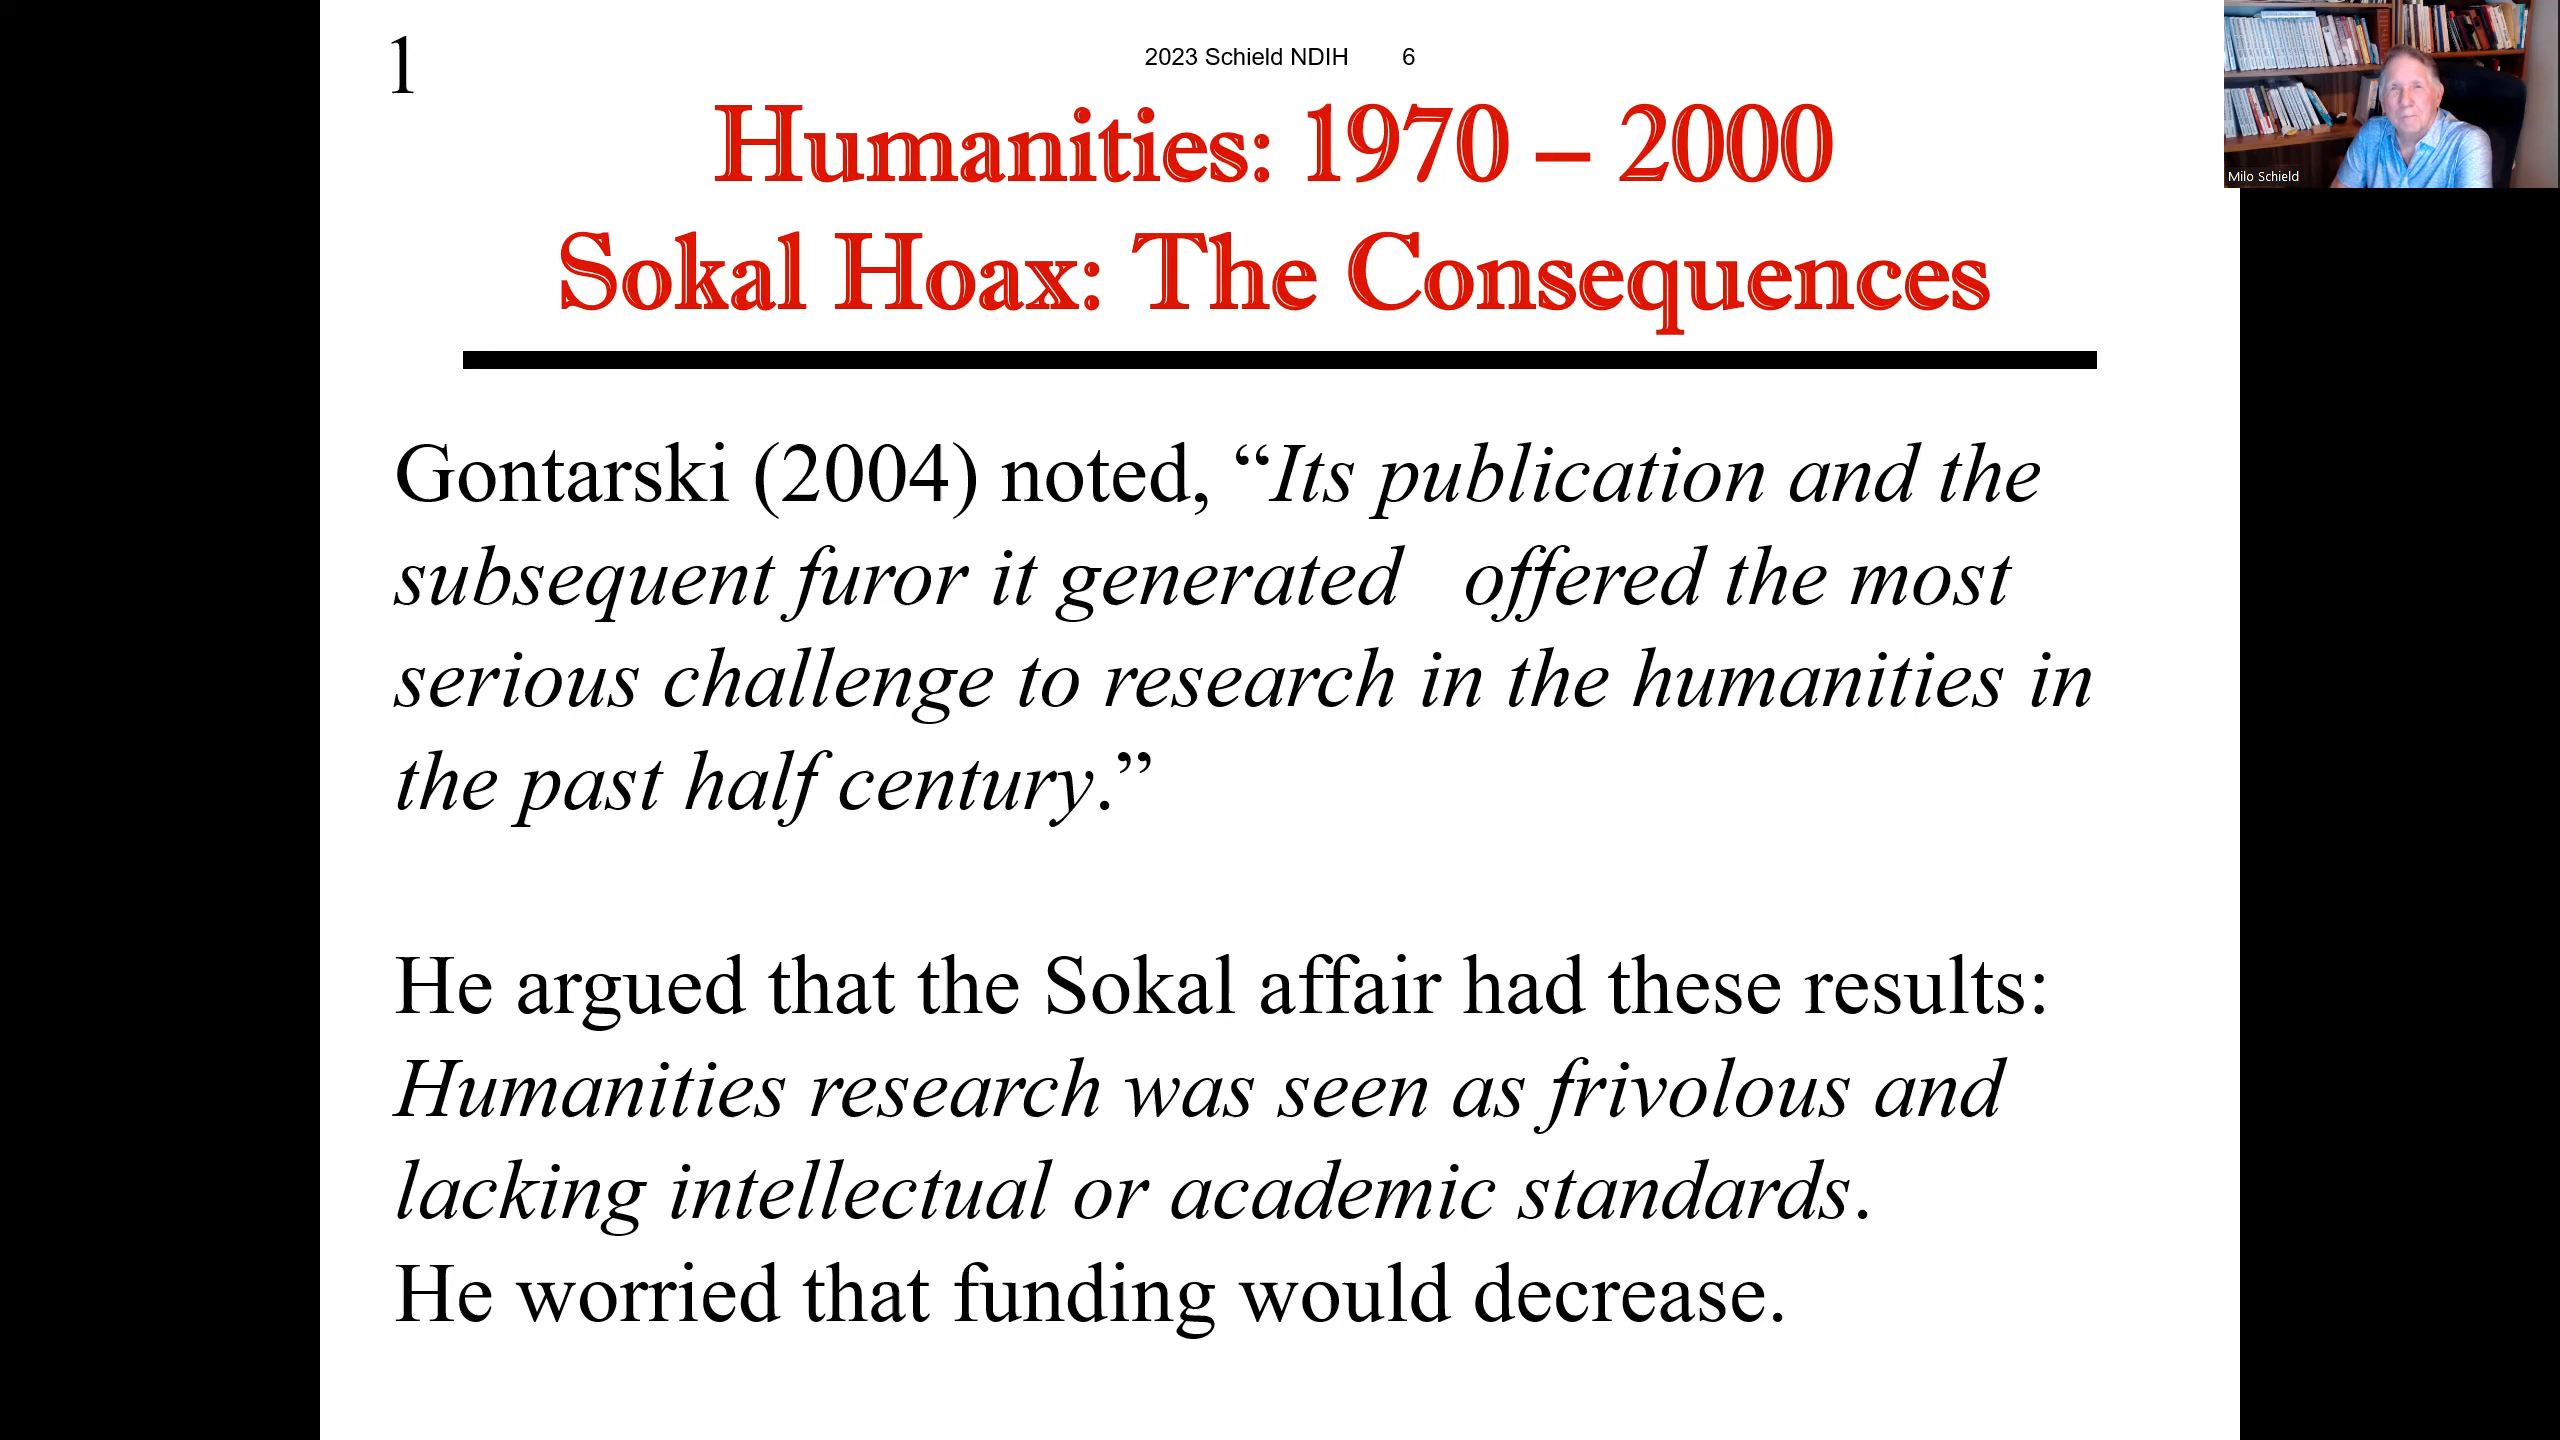 1
2023 Schield NDIH 6
Humanities: 1970 – 2000
Sokal Hoax: The Consequences
Gontarski (2004) noted, “Its publication and the
subsequent furor it generated offered the most
serious challenge to research in the humanities in
the past half century.”
He argued that the Sokal affair had these results:
Humanities research was seen as frivolous and
lacking intellectual or academic standards.
He worried that funding would decrease.
Milo Schield